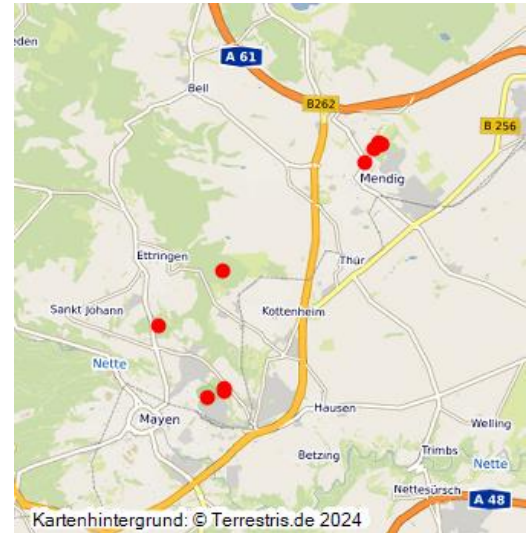 eden
A 61
Bell
B262
B 256
Mendig
Ettringen
Thür
Sankt Johann
Kottenheim
Nette
Mayen
Hausen
Welling
Betzing
Trimbs
Nette
Nettesürsch
A 48
Kartenhintergrund: © Terrestris.de 2024